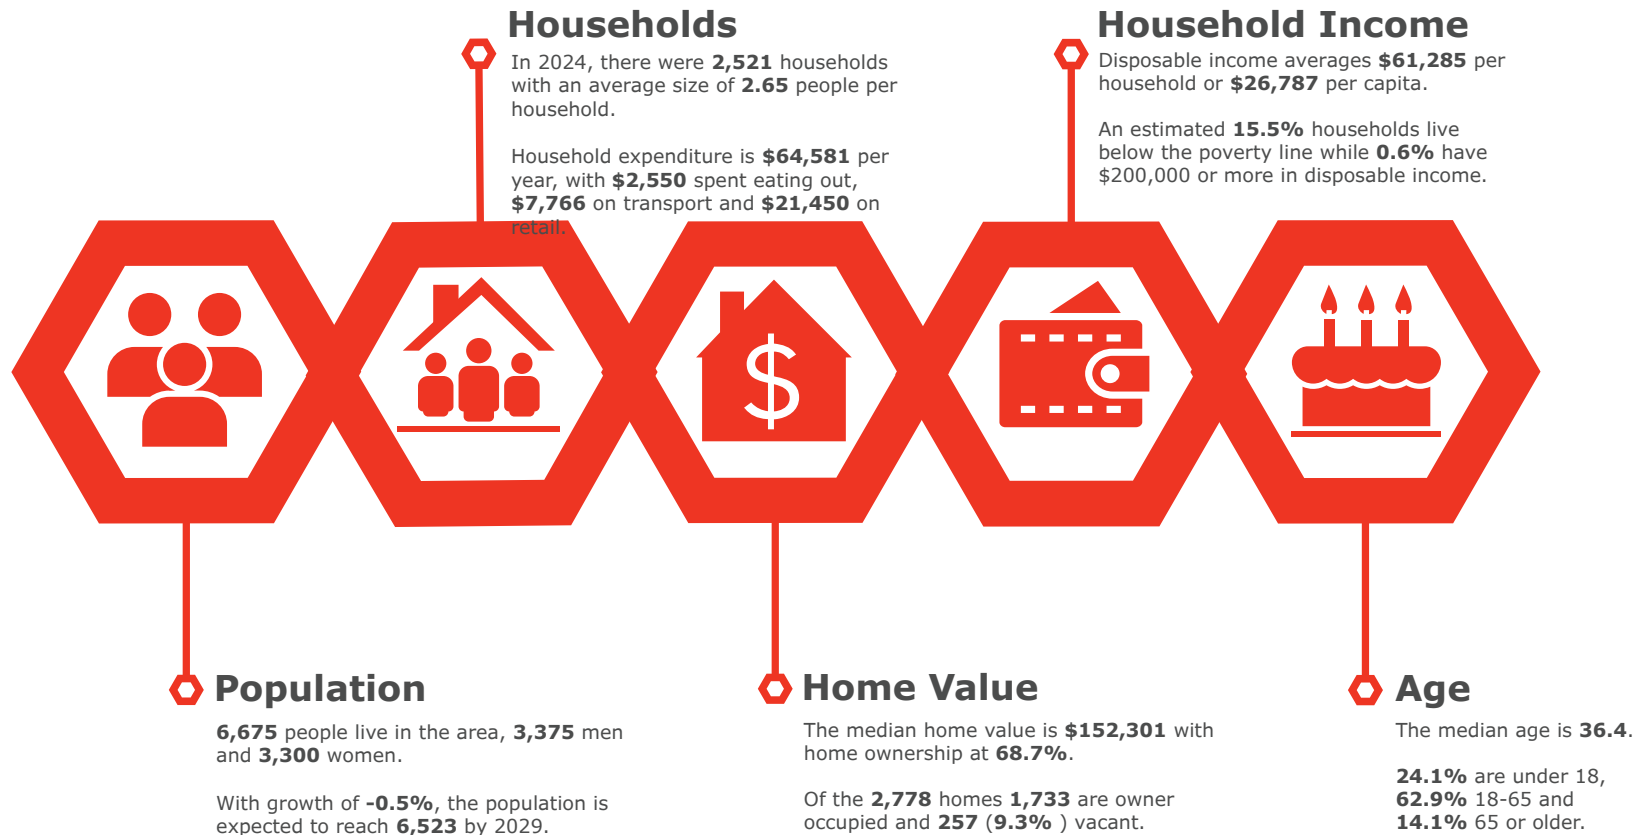 Households
In 2024, there were 2,521 households
with an average size of 2.65 people per
household.
Household expenditure is $64,581 per
year, with $2,550 spent eating out,
$7,766 on transport and $21,450 on
retail.
Household Income
Disposable income averages $61,285 per
household or $26,787 per capita.
An estimated 15.5% households live
below the poverty line while 0.6% have
$200,000 or more in disposable income.
$
Population
6,675 people live in the area, 3,375 men
and 3,300 women.
With growth of -0.5%, the population is
expected to reach 6,523 by 2029.
Home Value
The median home value is $152,301 with
home ownership at 68.7%.
Of the 2,778 homes 1,733 are owner
occupied and 257 (9.3% ) vacant.
Age
The median age is 36.4.
24.1% are under 18,
62.9% 18-65 and
14.1% 65 or older.